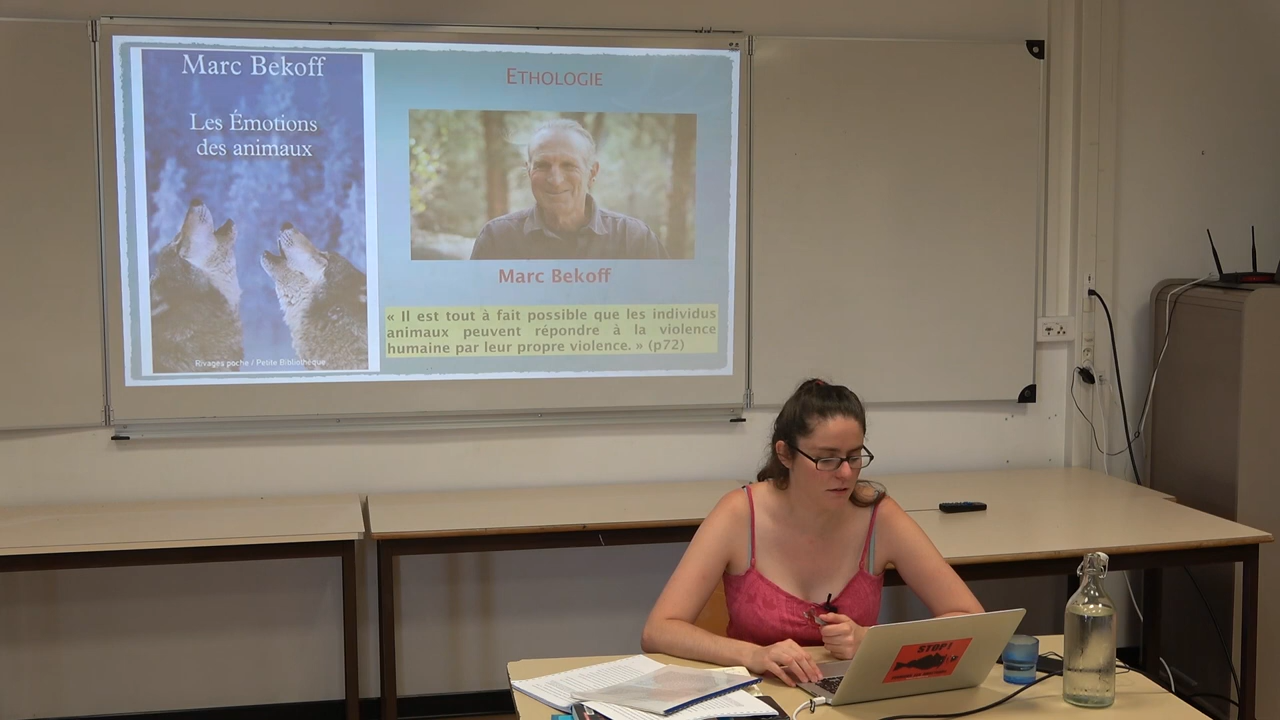 Marc Bekoff
Les Émotions
des animaux
Rivages poche / Petite Bibliothèque
ETHOLOGIE
Marc Bekoff
« Il est tout à fait possible que les individus
animaux peuvent répondre à la violence
humaine par leur propre violence. » (p72)
STOP!